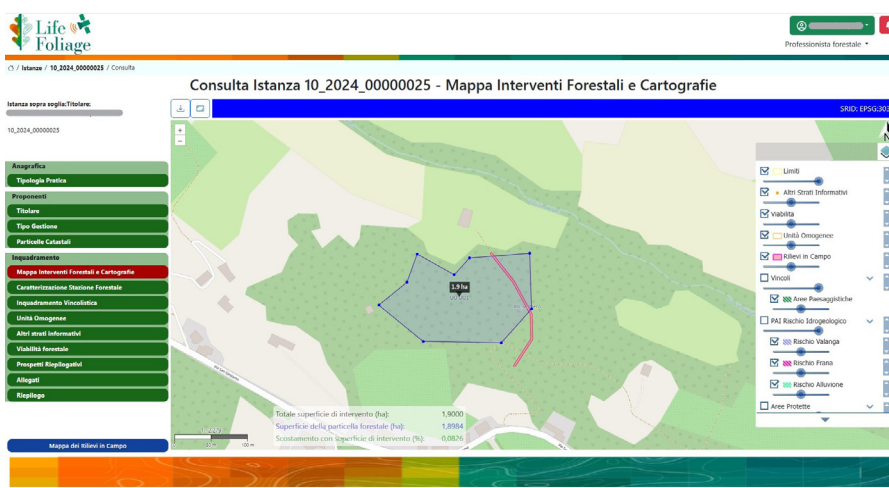 Life
Foliage
Professionista forestale
/ Istanze / 10_2024_00000025 / Consulta
Consulta Istanza 10_2024_00000025 - Mappa Interventi Forestali e Cartografie
Istanza sopra soglia:Titolare:
10_2024_00000025
SRID: EPSG:303
Anagrafica
Tipologia Pratica
Proponenti
Titolare
Tipo Gestione
Particelle Catastali
Inquadramento
Mappa Interventi Forestali e Cartografie
Caratterizzazione Stazione Forestale
Inquadramento Vincolistica
Unità Omogenee
Altri strati informativi
Viabilità forestale
Prospetti Riepilogativi
Allegati
Riepilogo
Mappa dei Rilievi in Campo
+
-
1.9 ha
N
Limiti
Altri Strati Informativi
Viabilita
Unità Omogenee
Rilievi in Campo
Vincoli
Aree Paesaggistiche
PAI Rischio Idrogeologico
Rischio Valanga
Rischio Frana
Rischo Alluvione
Aree Protette
Totale superficie di intervento (ha): 1,9000
Superficie della particella forestale (ha): 1,8984
Scostamento con superficie di intervento (%): -0,0826
100 m